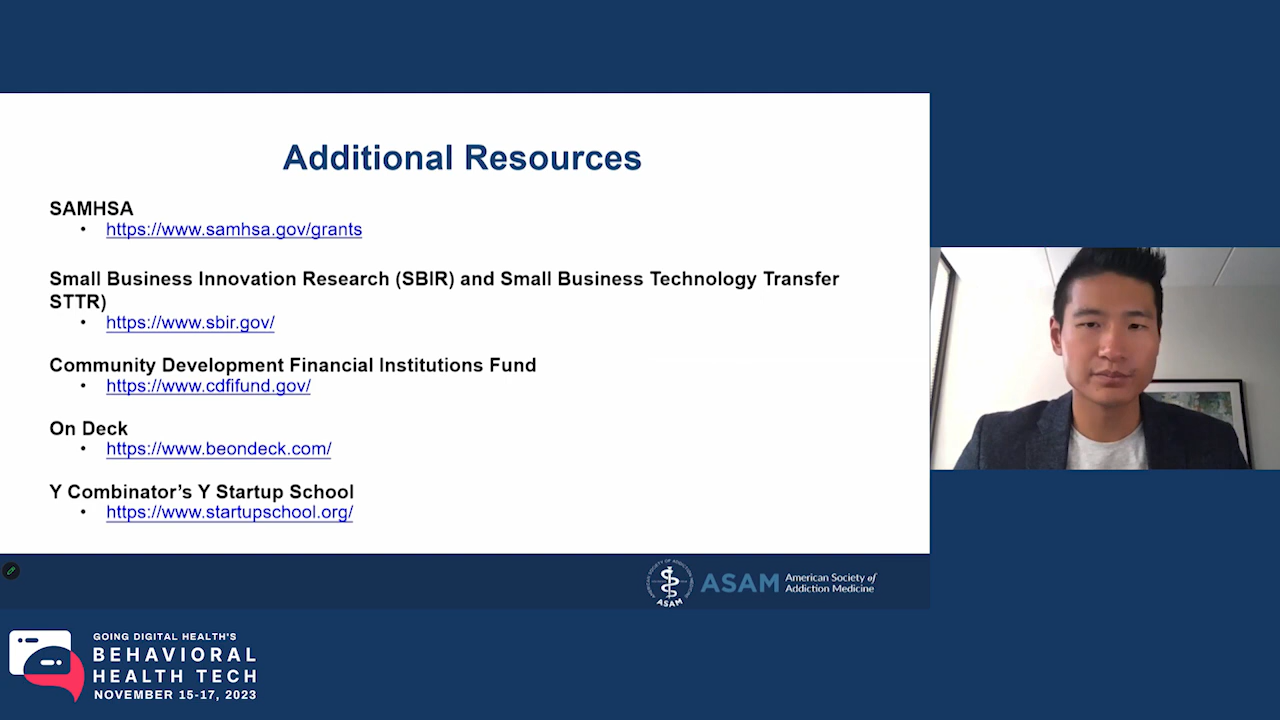 Additional Resources
SAMHSA
• https://www.samhsa.gov/grants
Small Business Innovation Research (SBIR) and Small Business Technology Transfer
STTR)
• https://www.sbir.gov/
Community Development Financial Institutions Fund
• https://www.cdfifund.gov/
On Deck
• https://www.beondeck.com/
Y Combinator’s Y Startup School
• https://www.startupschool.org/
ASAM
ASAM American Society of
Addiction Medicine
GOING DIGITAL HEALTH'S
BEHAVIORAL
HEALTH TECH
NOVEMBER 15-17, 2023